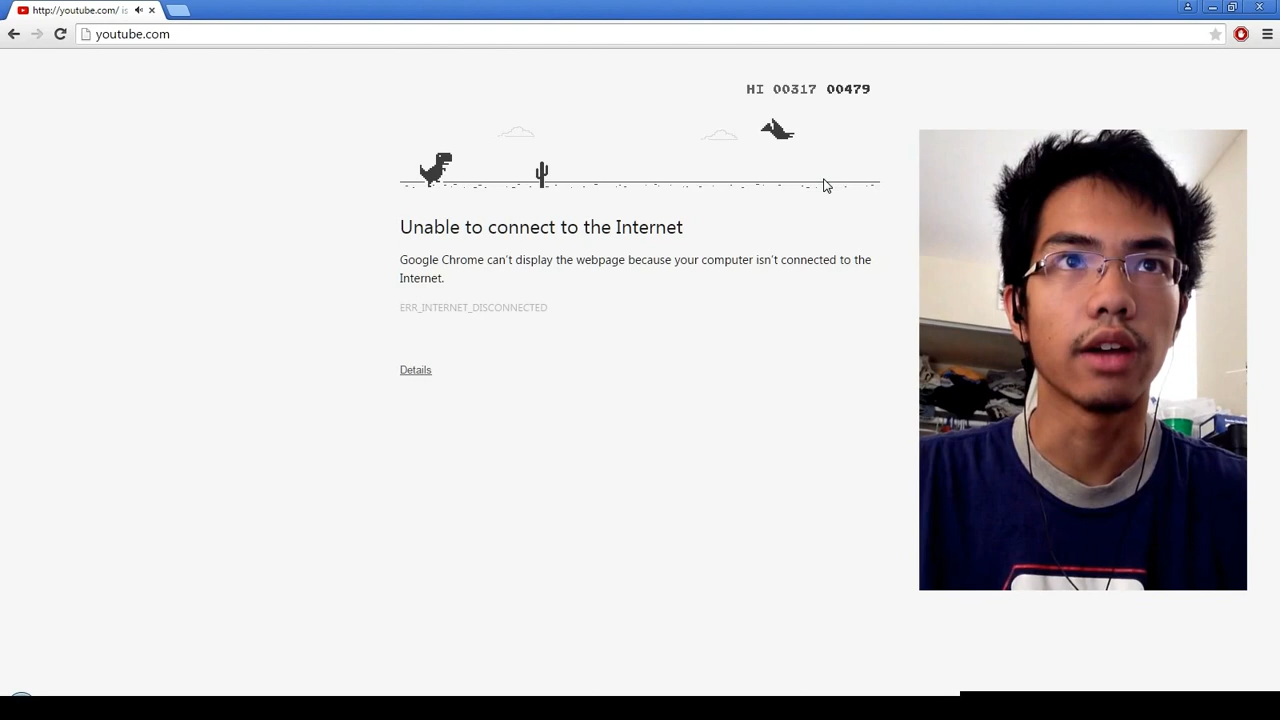 http://youtube.com/ is
youtube.com
HI 00317 00479
Unable to connect to the Internet
Google Chrome can't display the webpage because your computer isn't connected to the
Internet.
ERR_INTERNET_DISCONNECTED
Details